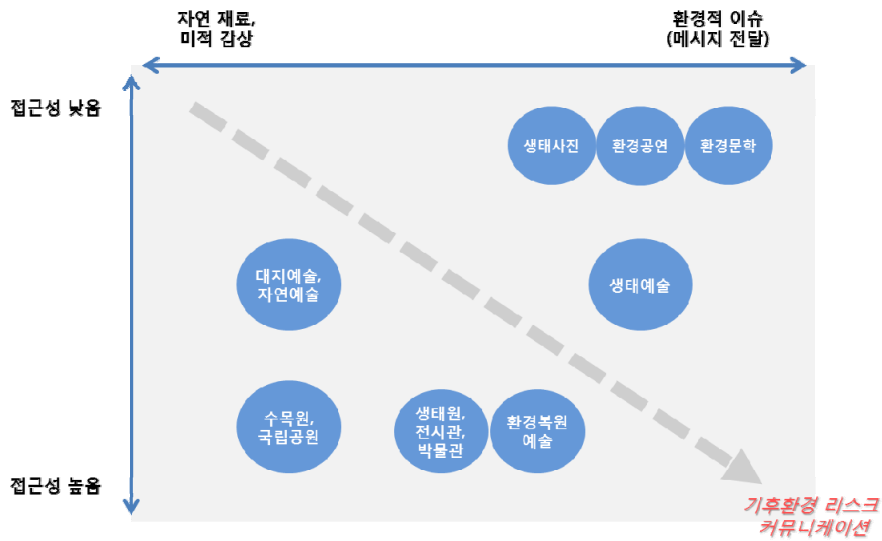 자연 재료,
미적 감상
환경적 이슈
(메시지 전달)
접근성 낮음
생태사진
환경공연
환경문학
대지예술,
자연예술
생태예술
수목원,
국립공원
생태원,
전시관,
박물관
환경복원
예술
접근성 높음
기후환경 리스크
커뮤니케이션